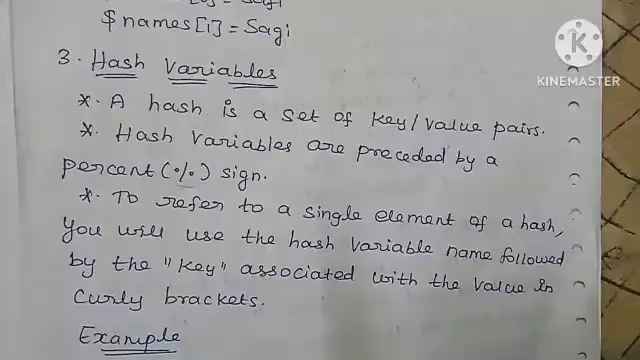 $names[1] = Sagi
3. Hash Variables
*. A hash is a set of key/value pairs.
*. Hash variables are preceded by a
percent (%) sign.
*. To refer to a single element of a hash,
you will use the hash variable name followed
by the "key" associated with the value in
curly brackets.
Example
KINEMASTER